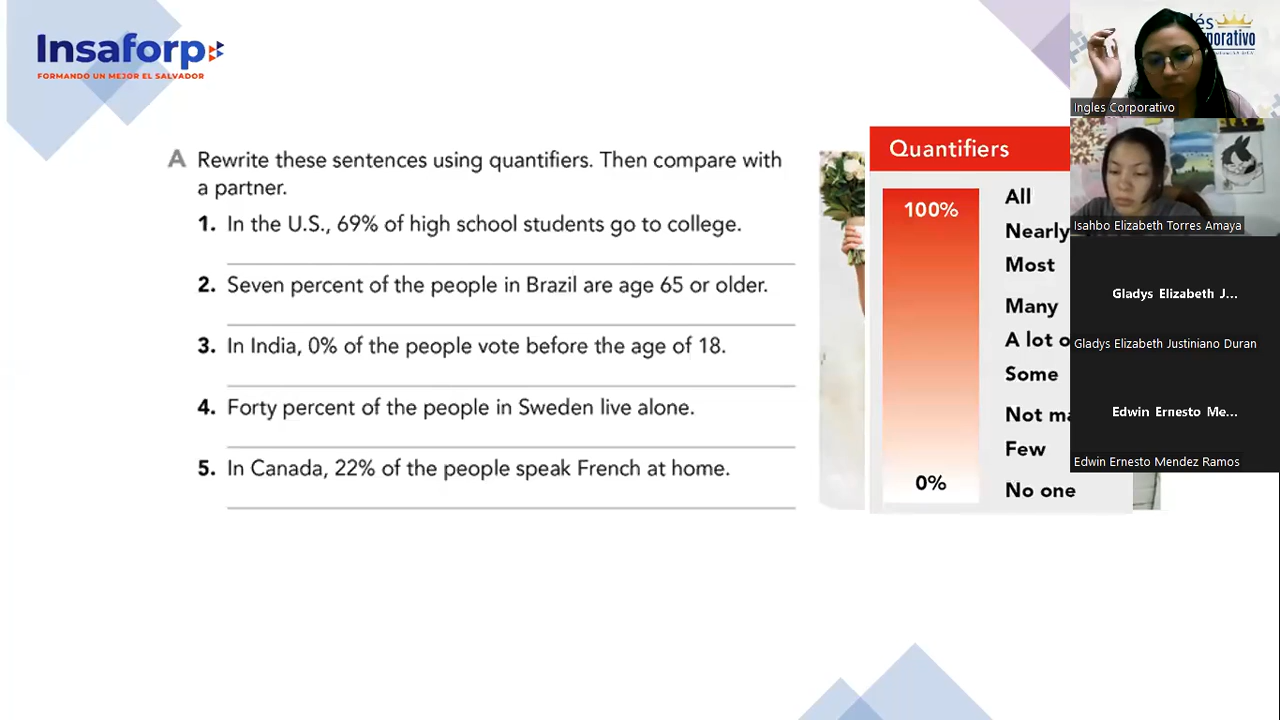 Insaforp
FORMANDO UN MEJOR EL SALVADOR
A Rewrite these sentences using quantifiers. Then compare with
a partner.
1. In the U.S., 69% of high school students go to college.
2. Seven percent of the people in Brazil are age 65 or older.
3. In India, 0% of the people vote before the age of 18.
4. Forty percent of the people in Sweden live alone.
5. In Canada, 22% of the people speak French at home.
Quantifiers
100%
0%
All
Nearly
Most
Many
A lot o
Some
Not ma
Few
No one
Ingles Corporativo
Isahbo Elizabeth Torres Amaya
Gladys Elizabeth J...
Gladys Elizabeth Justiniano Duran
Edwin Ernesto Me...
Edwin Ernesto Mendez Ramos